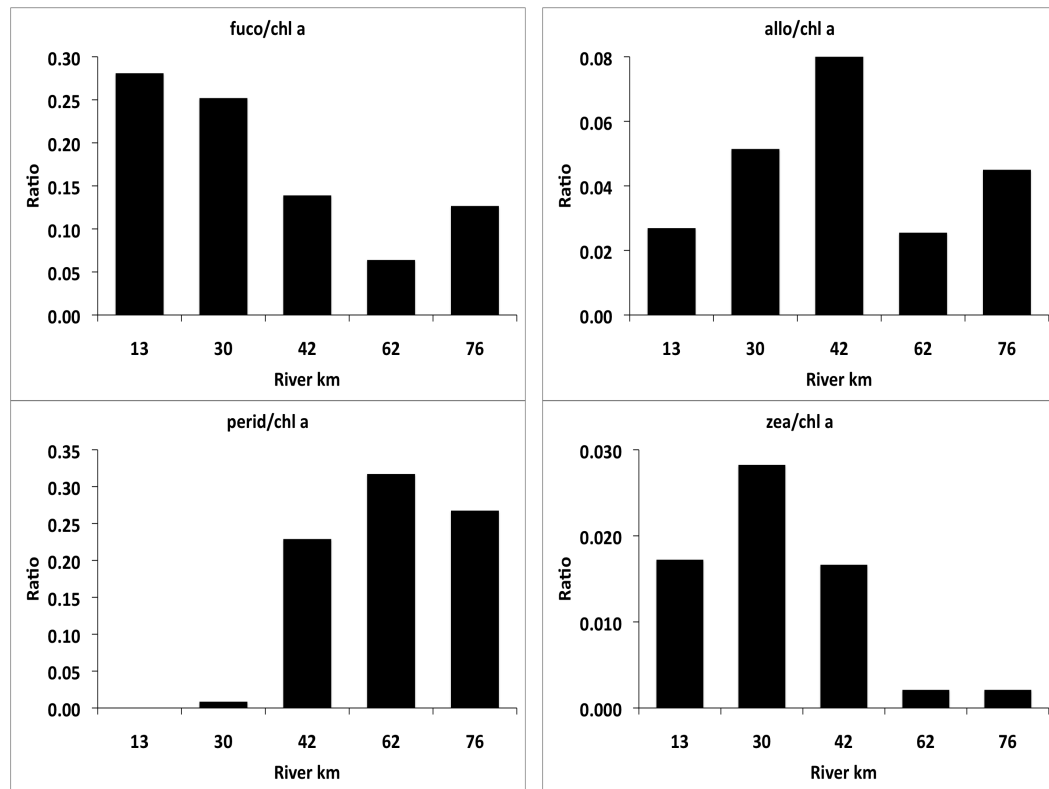 fuco/chl a
0.30
0.25
0.20
0.15
0.10
0.05
0.00
Ratio
13 30 42 62 76
River km
allo/chl a
0.08
0.06
0.04
0.02
0.00
Ratio
13 30 42 62 76
River km
perid/chl a
0.35
0.30
0.25
0.20
0.15
0.10
0.05
0.00
Ratio
13 30 42 62 76
River km
zea/chl a
0.030
0.020
0.010
0.000
Ratio
13 30 42 62 76
River km